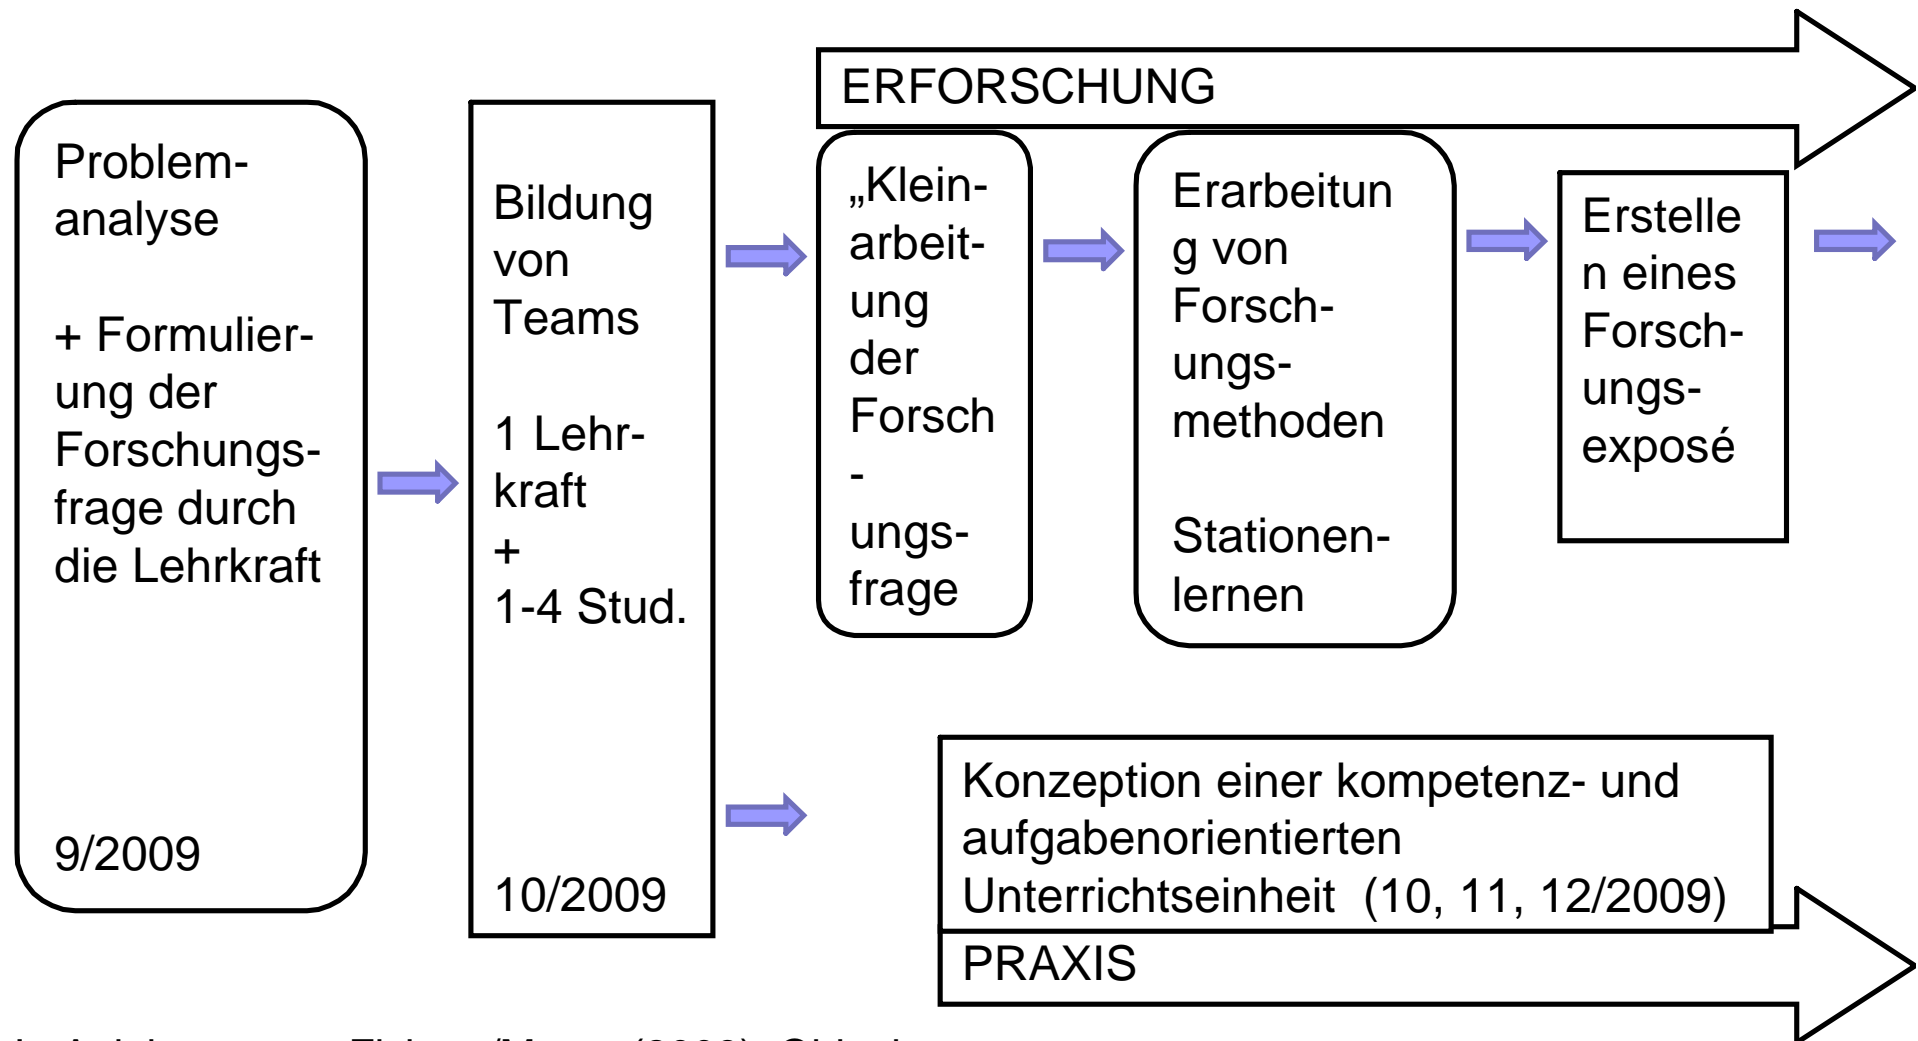 Problem-
analyse
+ Formulier-
ung der
Forschungs-
frage durch
die Lehrkraft
9/2009
Bildung
von
Teams
1 Lehr-
kraft
+
1-4 Stud.
10/2009
ERFORSCHUNG
„Klein-
arbeit-
ung
der
Forsch
-
ungs-
frage
Erarbeitun
g von
Forsch-
ungs-
methoden
Stationen-
lernen
Erstelle
n eines
Forsch-
ungs-
exposé
Konzeption einer kompetenz- und
aufgabenorientierten
Unterrichtseinheit (10, 11, 12/2009)
PRAXIS